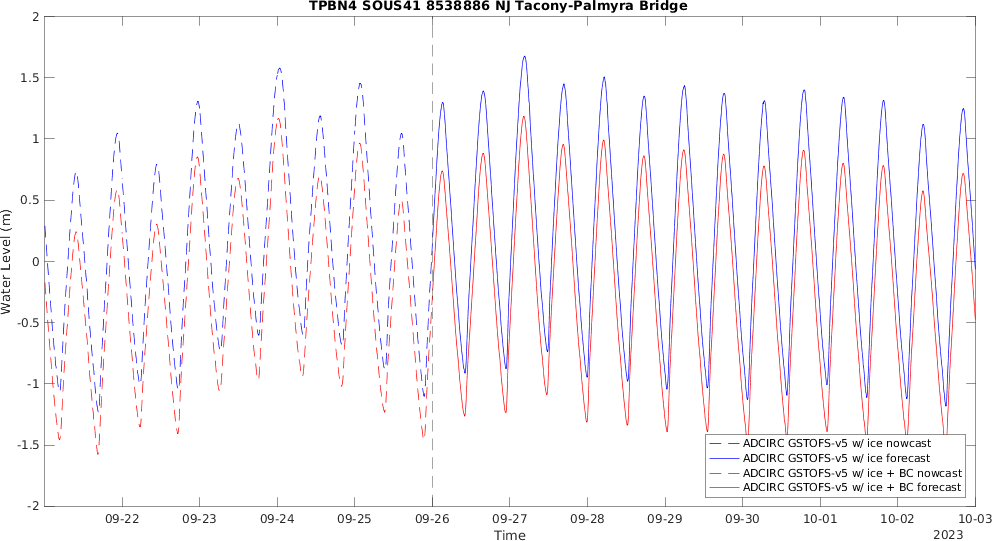 TPBN4 SOUS41 8538886 NJ Tacony-Palmyra Bridge
2
1.5
1
0.5
0
-0.5
-1
-1.5
-2
Water Level (m)
ADCIRC GSTOFS-v5 w/ ice nowcast
ADCIRC GSTOFS-v5 w/ ice forecast
ADCIRC GSTOFS-v5 w/ ice + BC nowcast
ADCIRC GSTOFS-v5 w/ ice + BC forecast
09-22 09-23 09-24 09-25 09-26 09-27 09-28 09-29 09-30 10-01 10-02 10-03
Time
2023